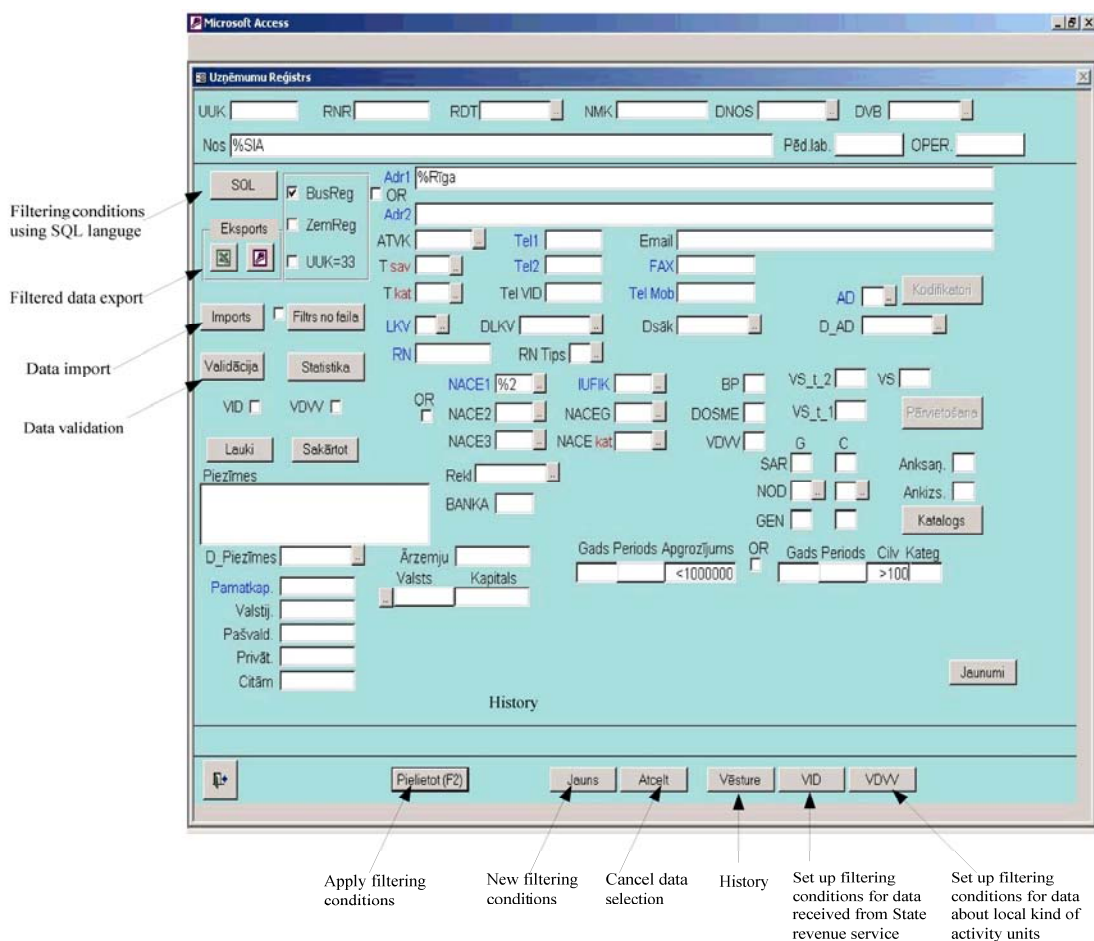 Microsoft Access
Uzņēmumu Reģistrs
UUK RNR RDT .. NMK DNOS .. DVB ..
Nos %SIA Pēd.lab. OPER.
SQL BusReg OR Adr1 %Rīga
Filtering conditions
using SQL languge
Eksports ZemReg Adr2
UUK=33 ATVK .. Tel1 Email
T sav .. Tel2 FAX
Filtered data export
T kat .. Tel VID Tel Mob AD .. Kodifikatori
Imports Filtrs no faila LKV .. DLKV .. Dsāk .. D_AD ..
RN RN Tips ..
Data import
Validācija Statistika NACE1 %2 .. IUFIK .. BP VS_t_2 VS
VID VDVV OR NACE2 .. NACEG .. DOSME VS_t_1 Pārvietošana
Data validation
Lauki Sakārtot NACE3 .. NACE kat .. VDVV G C
Piezīmes Rekl .. SAR Anksaņ.
BANKA NOD .. .. Ankizs.
GEN Katalogs
D_Piezīmes .. Ārzemju Gads Periods Apgrozījums OR Gads Periods Cilv Kateg
Pamatkap. .. Valsts Kapitals <1000000 >100
Valstij.
Pašvald.
Privāt.
Citām Jaunumi
History
Pielietot (F2) Jauns Atcelt Vēsture VID VDVV
Apply filtering
conditions
New filtering
conditions
Cancel data
selection
History
Set up filtering
conditions for data
received from State
revenue service
Set up filtering
conditions for data
about local kind of
activity units